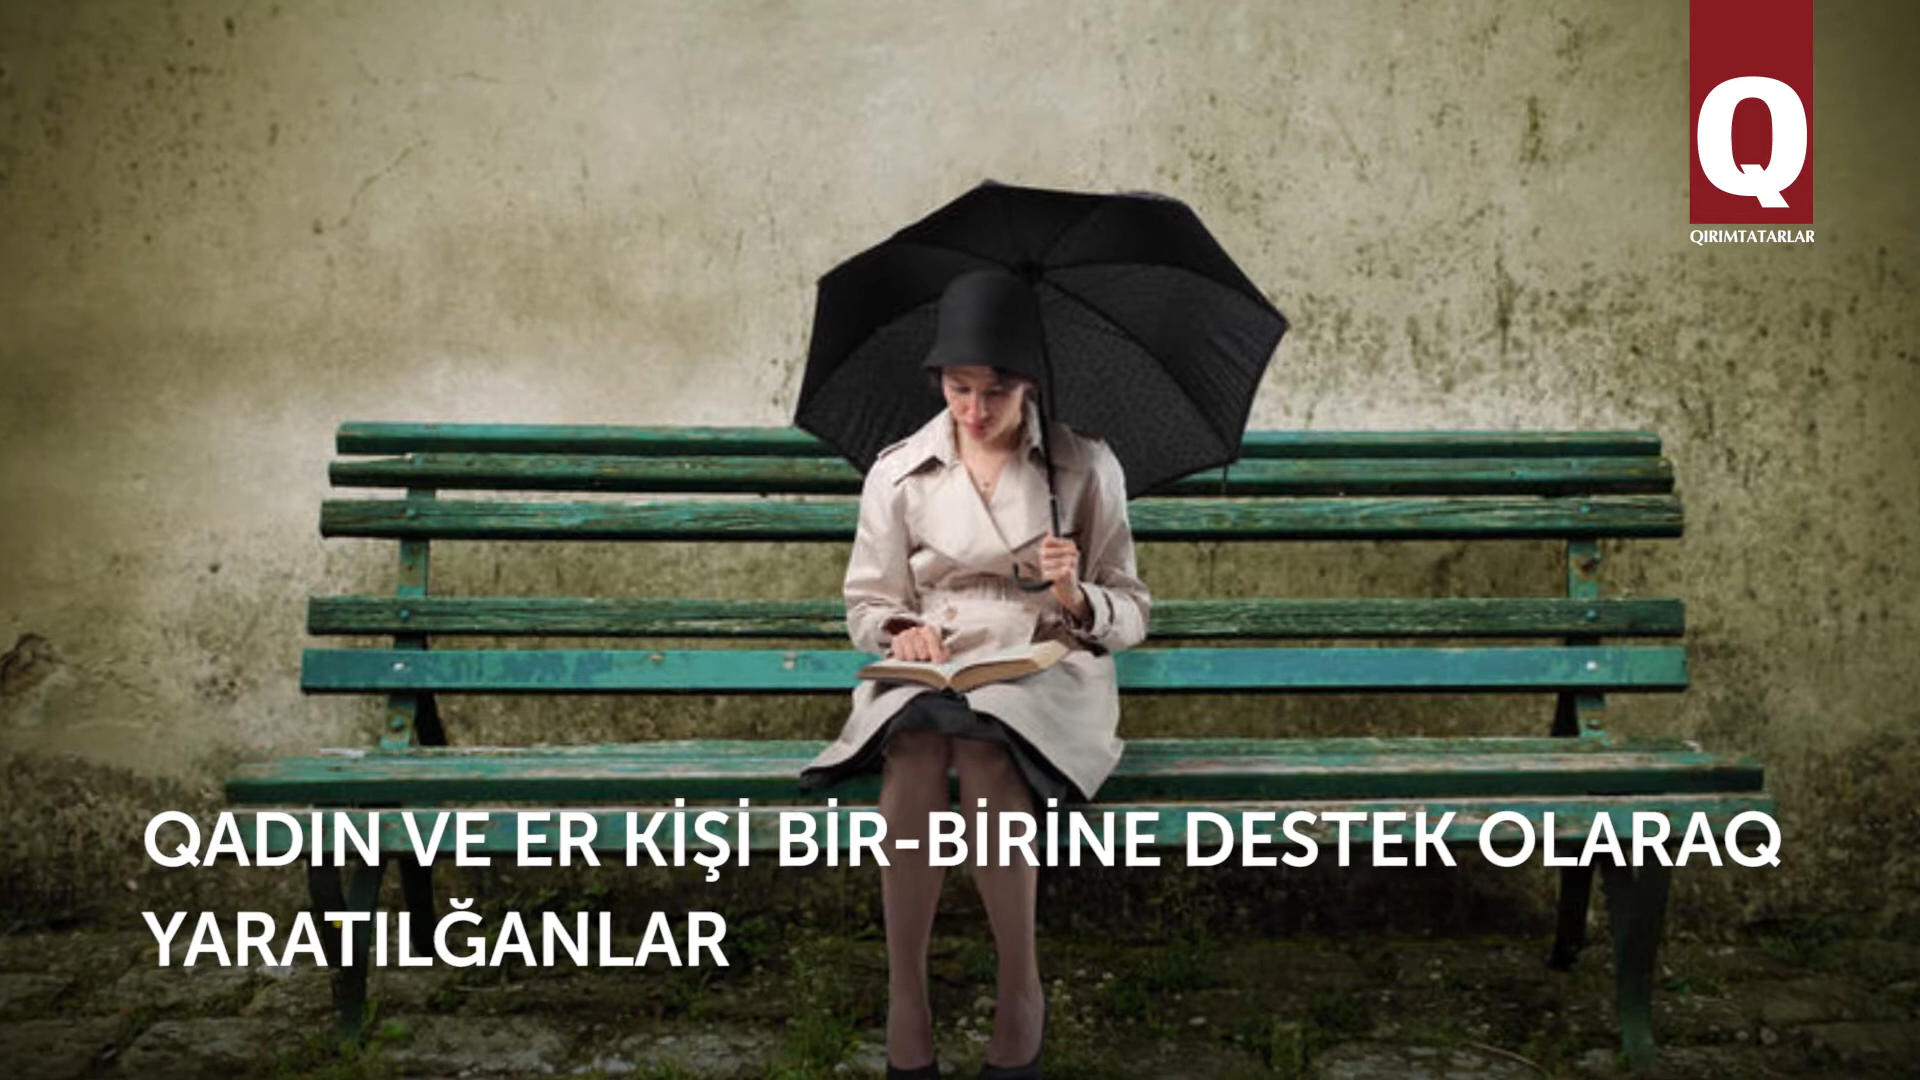 Q
QIRIMTATARLAR
QADIN VE ER KİŞİ BİR-BİRİNE DESTEK OLARAQ
YARATILĞANLAR